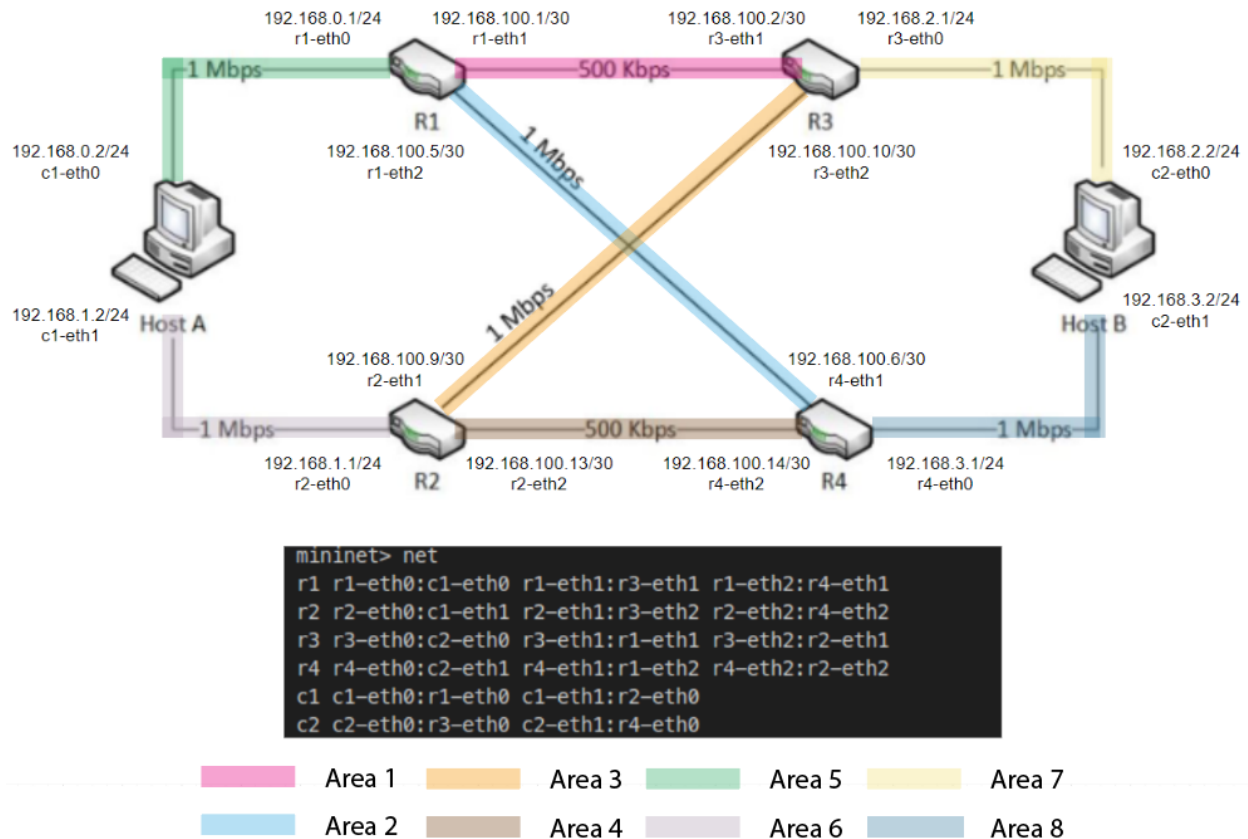 192.168.0.1/24 192.168.100.1/30 192.168.100.2/30 192.168.2.1/24
r1-eth0 r1-eth1 r3-eth1 r3-eth0
1 Mbps 500 Kbps 1 Mbps
R1 R3
192.168.0.2/24 192.168.100.5/30 1 Mbps 192.168.100.10/30 192.168.2.2/24
c1-eth0 r1-eth2 r3-eth2 c2-eth0
192.168.1.2/24 Host A 1 Mbps Host B 192.168.3.2/24
c1-eth1 c2-eth1
192.168.100.9/30 192.168.100.6/30
r2-eth1 r4-eth1
1 Mbps 500 Kbps 1 Mbps
192.168.1.1/24 R2 192.168.100.13/30 192.168.100.14/30 R4 192.168.3.1/24
r2-eth0 r2-eth2 r4-eth2 r4-eth0
mininet> net
r1 r1-eth0:c1-eth0 r1-eth1:r3-eth1 r1-eth2:r4-eth1
r2 r2-eth0:c1-eth1 r2-eth1:r3-eth2 r2-eth2:r4-eth2
r3 r3-eth0:c2-eth0 r3-eth1:r1-eth1 r3-eth2:r2-eth1
r4 r4-eth0:c2-eth1 r4-eth1:r1-eth2 r4-eth2:r2-eth2
c1 c1-eth0:r1-eth0 c1-eth1:r2-eth0
c2 c2-eth0:r3-eth0 c2-eth1:r4-eth0
Area 1 Area 3 Area 5 Area 7
Area 2 Area 4 Area 6 Area 8